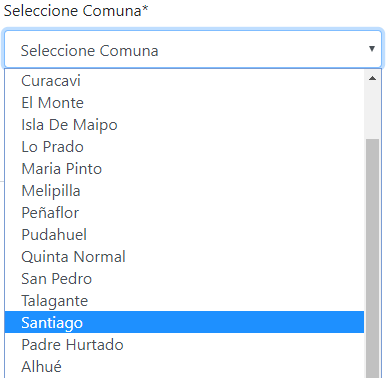 Seleccione Comuna*
Seleccione Comuna
Curacavi
El Monte
Isla De Maipo
Lo Prado
Maria Pinto
Melipilla
Peñaflor
Pudahuel
Quinta Normal
San Pedro
Talagante
Santiago
Padre Hurtado
Alhué